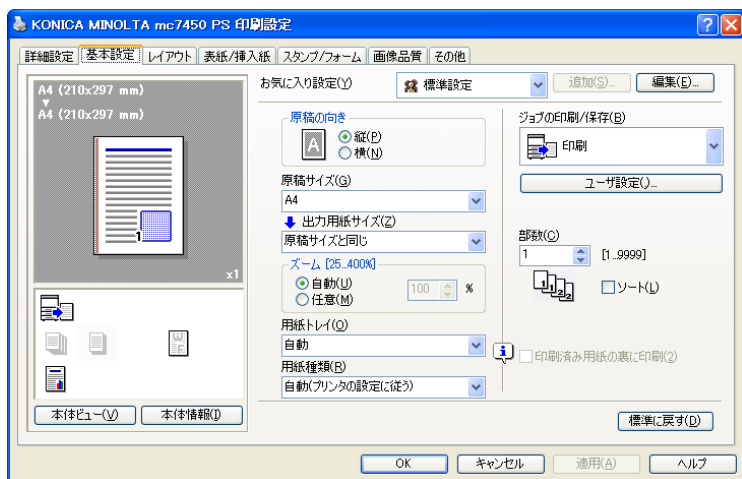 KONICA MINOLTA mc7450 PS 印刷設定
詳細設定 基本設定 レイアウト 表紙/挿入紙 スタンプ/フォーム 画像品質 その他
A4 (210x297 mm)
A4 (210x297 mm)
1
x1
本体ビュー(V) 本体情報(I)
お気に入り設定(Y) 標準設定 追加(S)... 編集(E)...
原稿の向き
A
縦(P)
横(N)
原稿サイズ(G)
A4
出力用紙サイズ(Z)
原稿サイズと同じ
ズーム [25..400%]
自動(U)
任意(M)
100 %
用紙トレイ(O)
自動
用紙種類(R)
自動(プリンタの設定に従う)
ジョブの印刷/保存(B)
印刷
ユーザ設定(J)...
部数(C)
1 [1..9999]
1 1 2 2
ソート(L)
印刷済み用紙の裏に印刷(2)
標準に戻す(D)
OK キャンセル 適用(A) ヘルプ